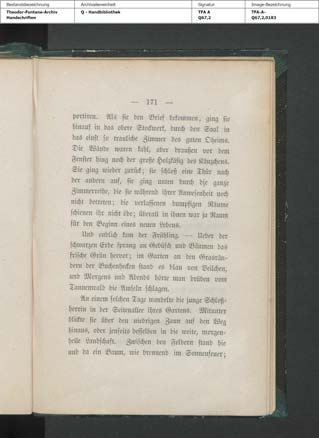 Bestandsbezeichnung
Theodor-Fontane-Archiv
Handschriften
Archivalieneinheit
Q - Handbibliothek
Signatur
TFA A
Q67,2
Image-Bezeichnung
TFA-A-
Q67,2,0183
— 171 —
portiren. Als sie den Brief bekommen, ging sie
hinauf in das obere Stockwerk, durch den Saal in
das einst so trauliche Zimmer des guten Oheims.
Die Wände waren kahl, aber draußen vor dem
Fenster hing noch der große Holzkäfig des Käuzchens.
Sie ging wieder zurück; sie schloß eine Thür nach
der andern auf, sie ging unten durch die ganze
Zimmerreihe, die sie während ihrer Anwesenheit noch
nicht betreten; die verlassenen dumpfigen Räume
schienen ihr nicht öde; überall in ihnen war ja Raum
für den Beginn eines neuen Lebens.
Und endlich kam der Frühling. — Ueber der
schwarzen Erde sprang an Gebüsch und Bäumen das
frische Grün hervor; im Garten an den Grasrän-
dern der Buchenhecken stand es blau von Veilchen,
und Morgens und Abends hörte man drüben vom
Tannenwald die Amseln schlagen.
An einem solchen Tage wandelte die junge Schloß-
herrin in der Seitenallee ihres Gartens. Mitunter
blickte sie über den niedrigen Zaun auf den Weg
hinaus, oder jenseits desselben in die weite, morgen-
helle Landschaft. Zwischen den Feldern stand hie
und da ein Baum, wie brennend im Sonnenfeuer;